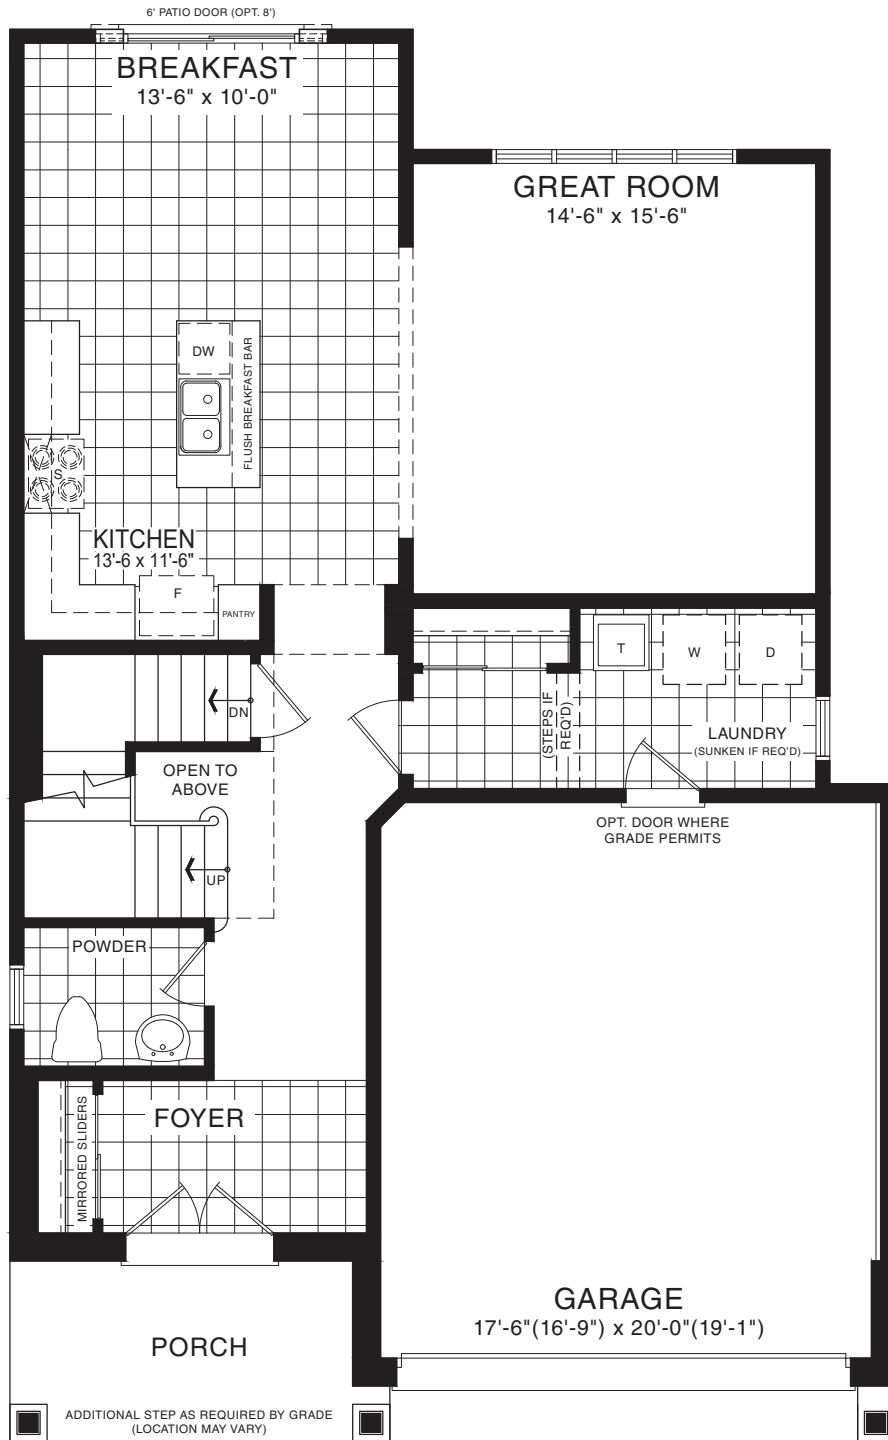 6' PATIO DOOR (OPT. 8')
BREAKFAST
13'-6" x 10'-0"
GREAT ROOM
14'-6" x 15'-6"
DW
FLUSH BREAKFAST BAR
S
KITCHEN
13'-6 x 11'-6"
F
PANTRY
T
W
D
DN
(STEPS IF
REQ'D)
LAUNDRY
(SUNKEN IF REQ'D)
OPEN TO
ABOVE
OPT. DOOR WHERE
GRADE PERMITS
UP
POWDER
MIRRORED SLIDERS
FOYER
GARAGE
17'-6"(16'-9") x 20'-0"(19'-1")
PORCH
ADDITIONAL STEP AS REQUIRED BY GRADE
(LOCATION MAY VARY)